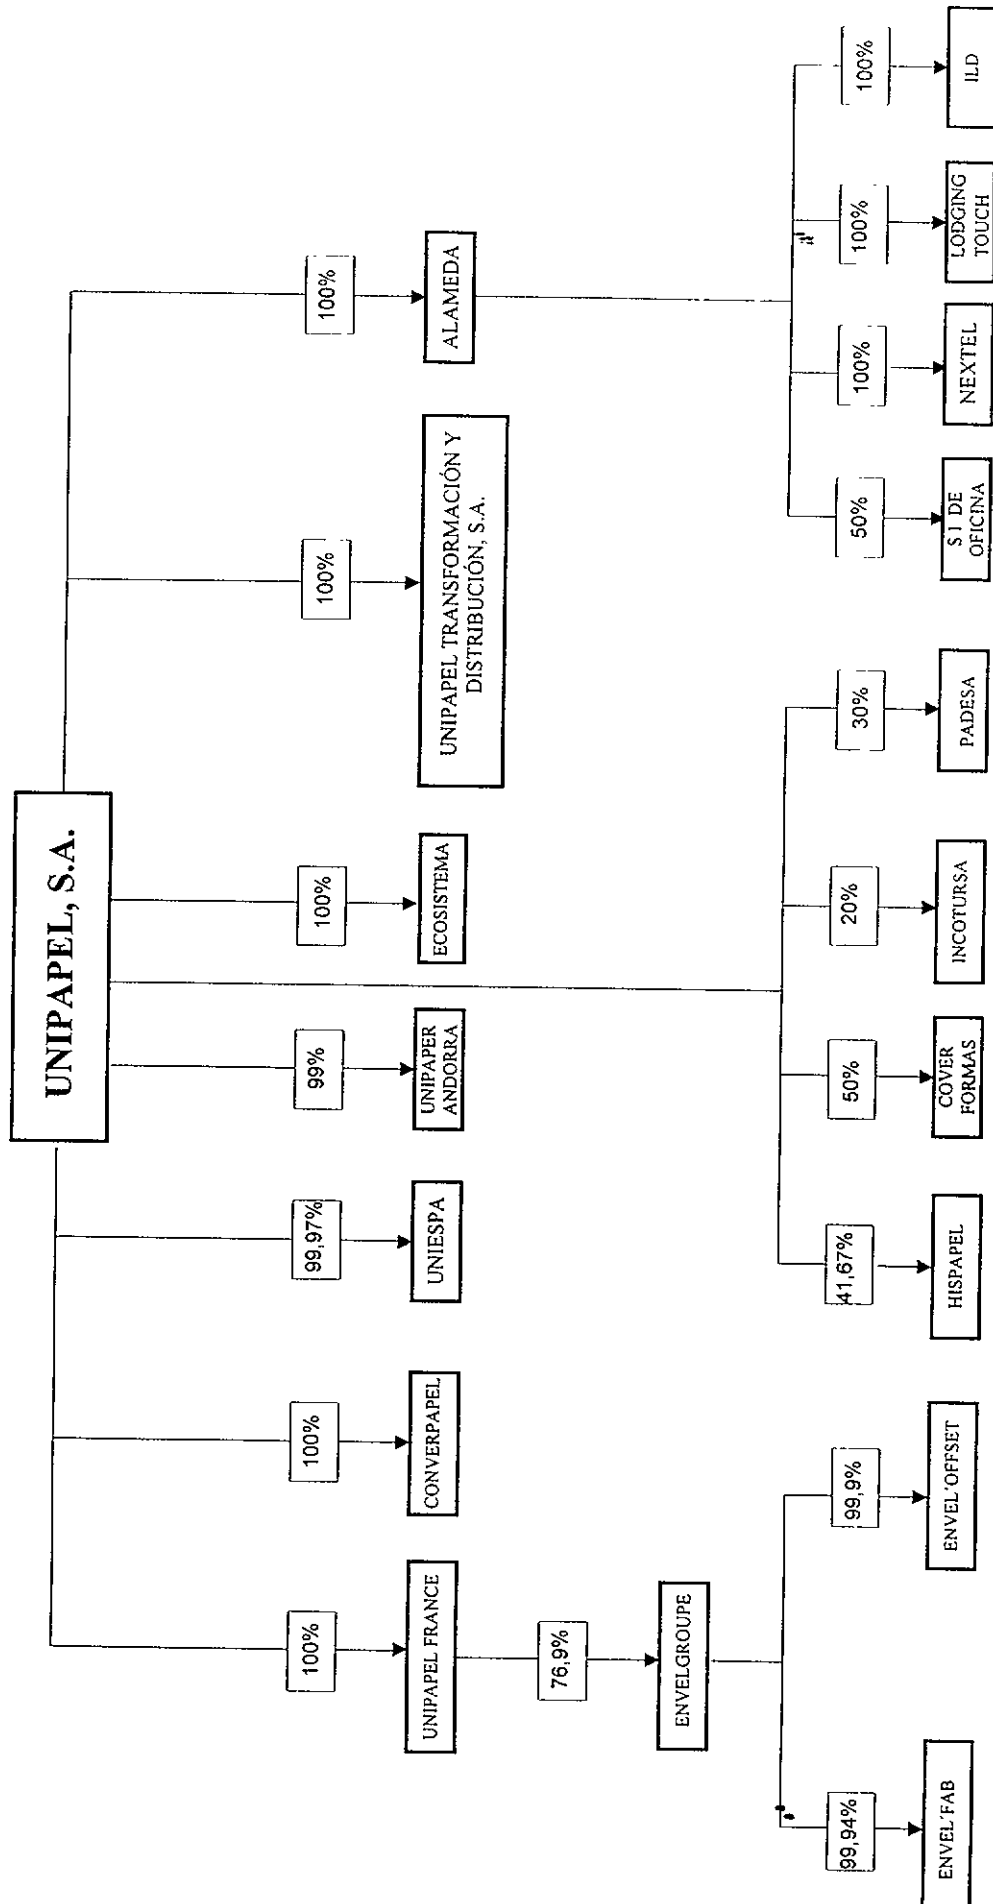 UNIPAPEL, S.A.
100%
100%
99,97%
99%
100%
100%
100%
UNIPAPEL FRANCE
CONVERPAPEL
UNIESPA
UNIPAPER
ANDORRA
ECOSISTEMA
UNIPAPEL TRANSFORMACIÓN Y
DISTRIBUCIÓN, S.A.
ALAMEDA
76,9%
ENVELGROUPE
99,94%
99,9%
41,67%
50%
20%
30%
50%
100%
100%
100%
ENVEL'FAB
ENVEL'OFFSET
HISPAPEL
COVER
FORMAS
INCOTURSA
PADESA
S I DE
OFICINA
NEXTEL
LODGING
TOUCH
ILD